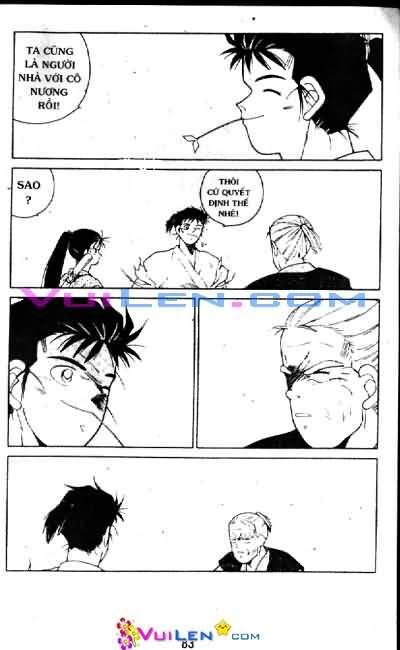 TA CŨNG
LÀ NGƯỜI
NHÀ VỚI CÔ
NƯƠNG
RỒI!
SAO
?
THÔI
CỨ QUYẾT
ĐỊNH THẾ
NHÉ!
VUILEN.COM
VUILEN.COM
83